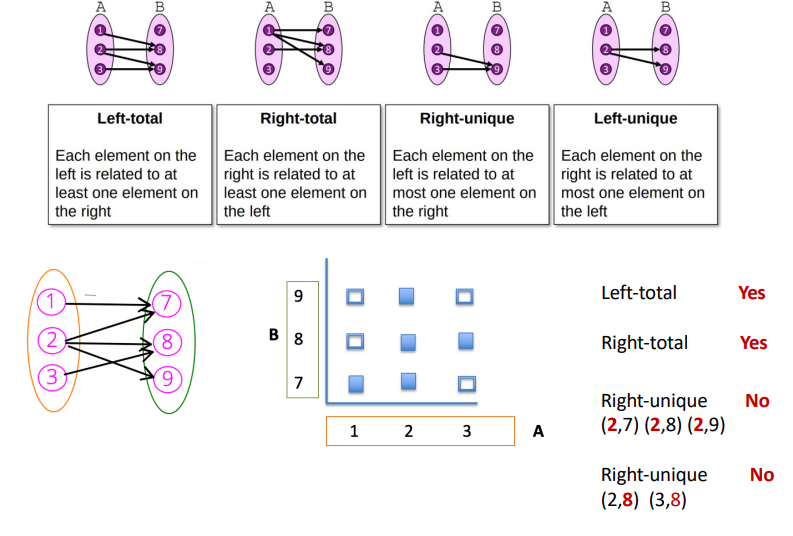 A B A B A B A B
1 7 1 7 1 7 1 7
2 8 2 8 2 8 2 8
3 9 3 9 3 9 3 9
Left-total
Each element on the
left is related to at
least one element on
the right
Right-total
Each element on the
right is related to at
least one element on
the left
Right-unique
Each element on the
left is related to at
most one element on
the right
Left-unique
Each element on the
right is related to at
most one element on
the left
1 7
2 8
3 9
9
B 8
7
1 2 3 A
Left-total Yes
Right-total Yes
Right-unique No
(2,7) (2,8) (2,9)
Right-unique No
(2,8) (3,8)